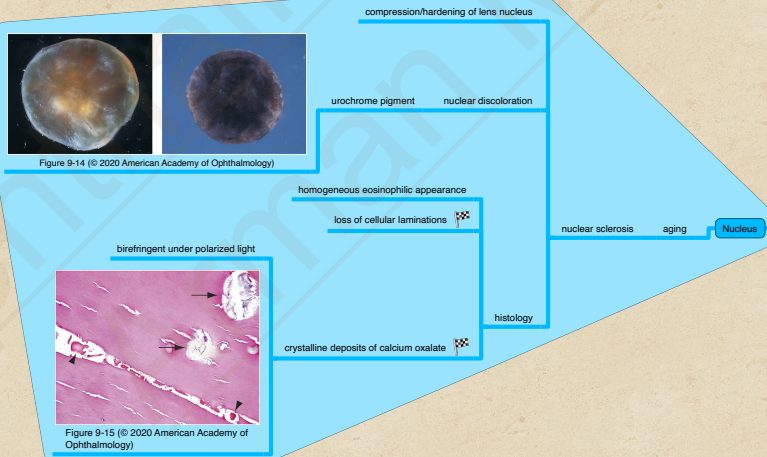 compression/hardening of lens nucleus
urochrome pigment
nuclear discoloration
Figure 9-14 (© 2020 American Academy of Ophthalmology)
homogeneous eosinophilic appearance
loss of cellular laminations
nuclear sclerosis
aging
Nucleus
birefringent under polarized light
histology
crystalline deposits of calcium oxalate
Figure 9-15 (© 2020 American Academy of
Ophthalmology)